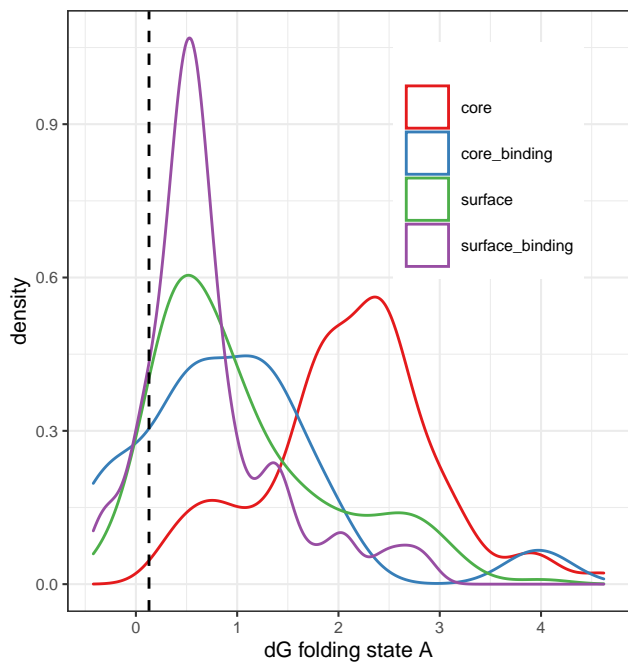 core
core_binding
surface
surface_binding
density
0.9
0.6
0.3
0.0
0 1 2 3 4
dG folding state A